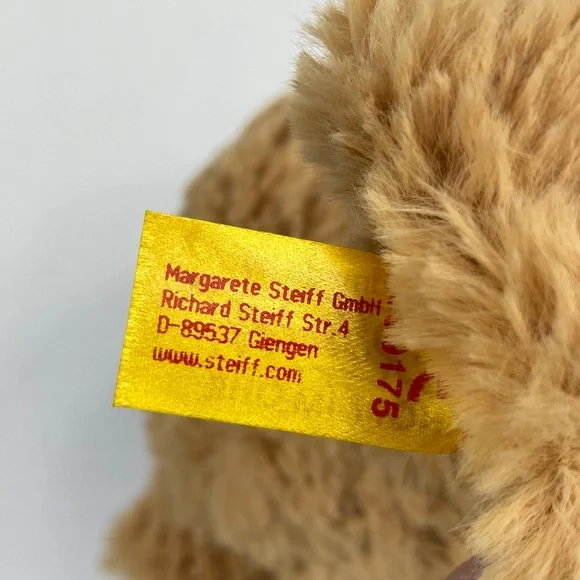 Margarete Steiff GmbH
Richard Steiff Str.4
D-89537 Giengen
www.steiff.com